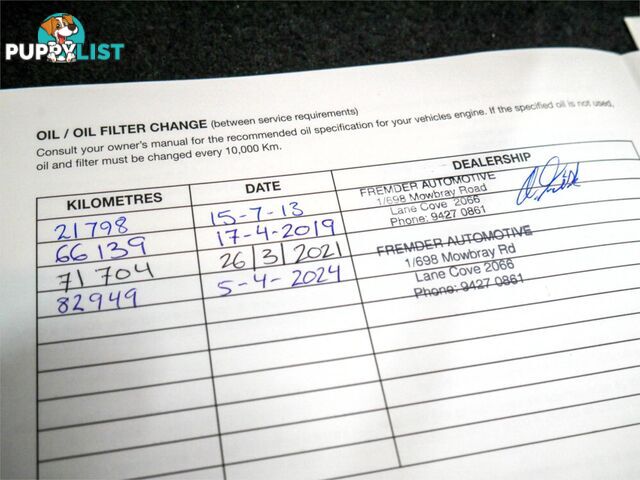 PUPPYLIST
OIL / OIL FILTER CHANGE (between service requirements)
Consult your owner's manual for the recommended oil specification for your vehicles engine. If the specified oil is not used,
oil and filter must be changed every 10,000 Km.
KILOMETRES DATE DEALERSHIP
21798 15-7-13 FREMDER AUTOMOTIVE
1/698 Mowbray Road
Lane Cove 2066
Phone: 9427 0861
66139 17-4-2019
71704 26/3/2021 FREMDER AUTOMOTIVE
1/698 Mowbray Rd
Lane Cove 2066
Phone: 9427 0861
82949 5-4-2024